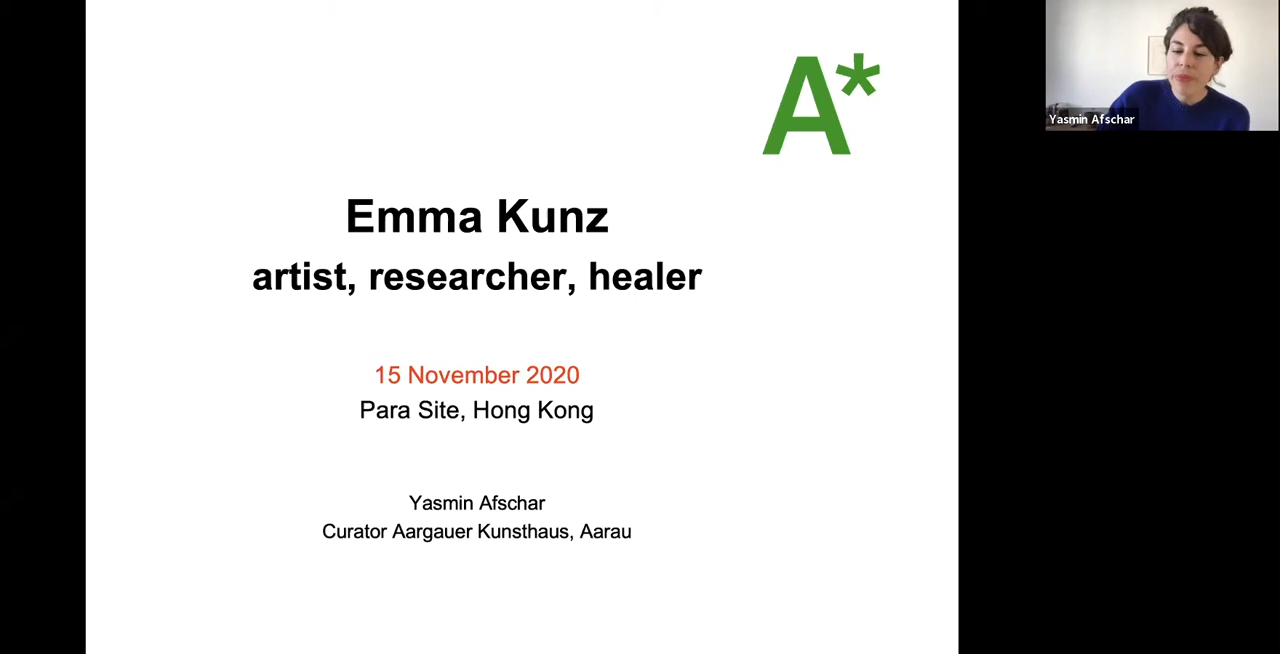 A*
Emma Kunz
artist, researcher, healer
15 November 2020
Para Site, Hong Kong
Yasmin Afschar
Curator Aargauer Kunsthaus, Aarau
Yasmin Afschar